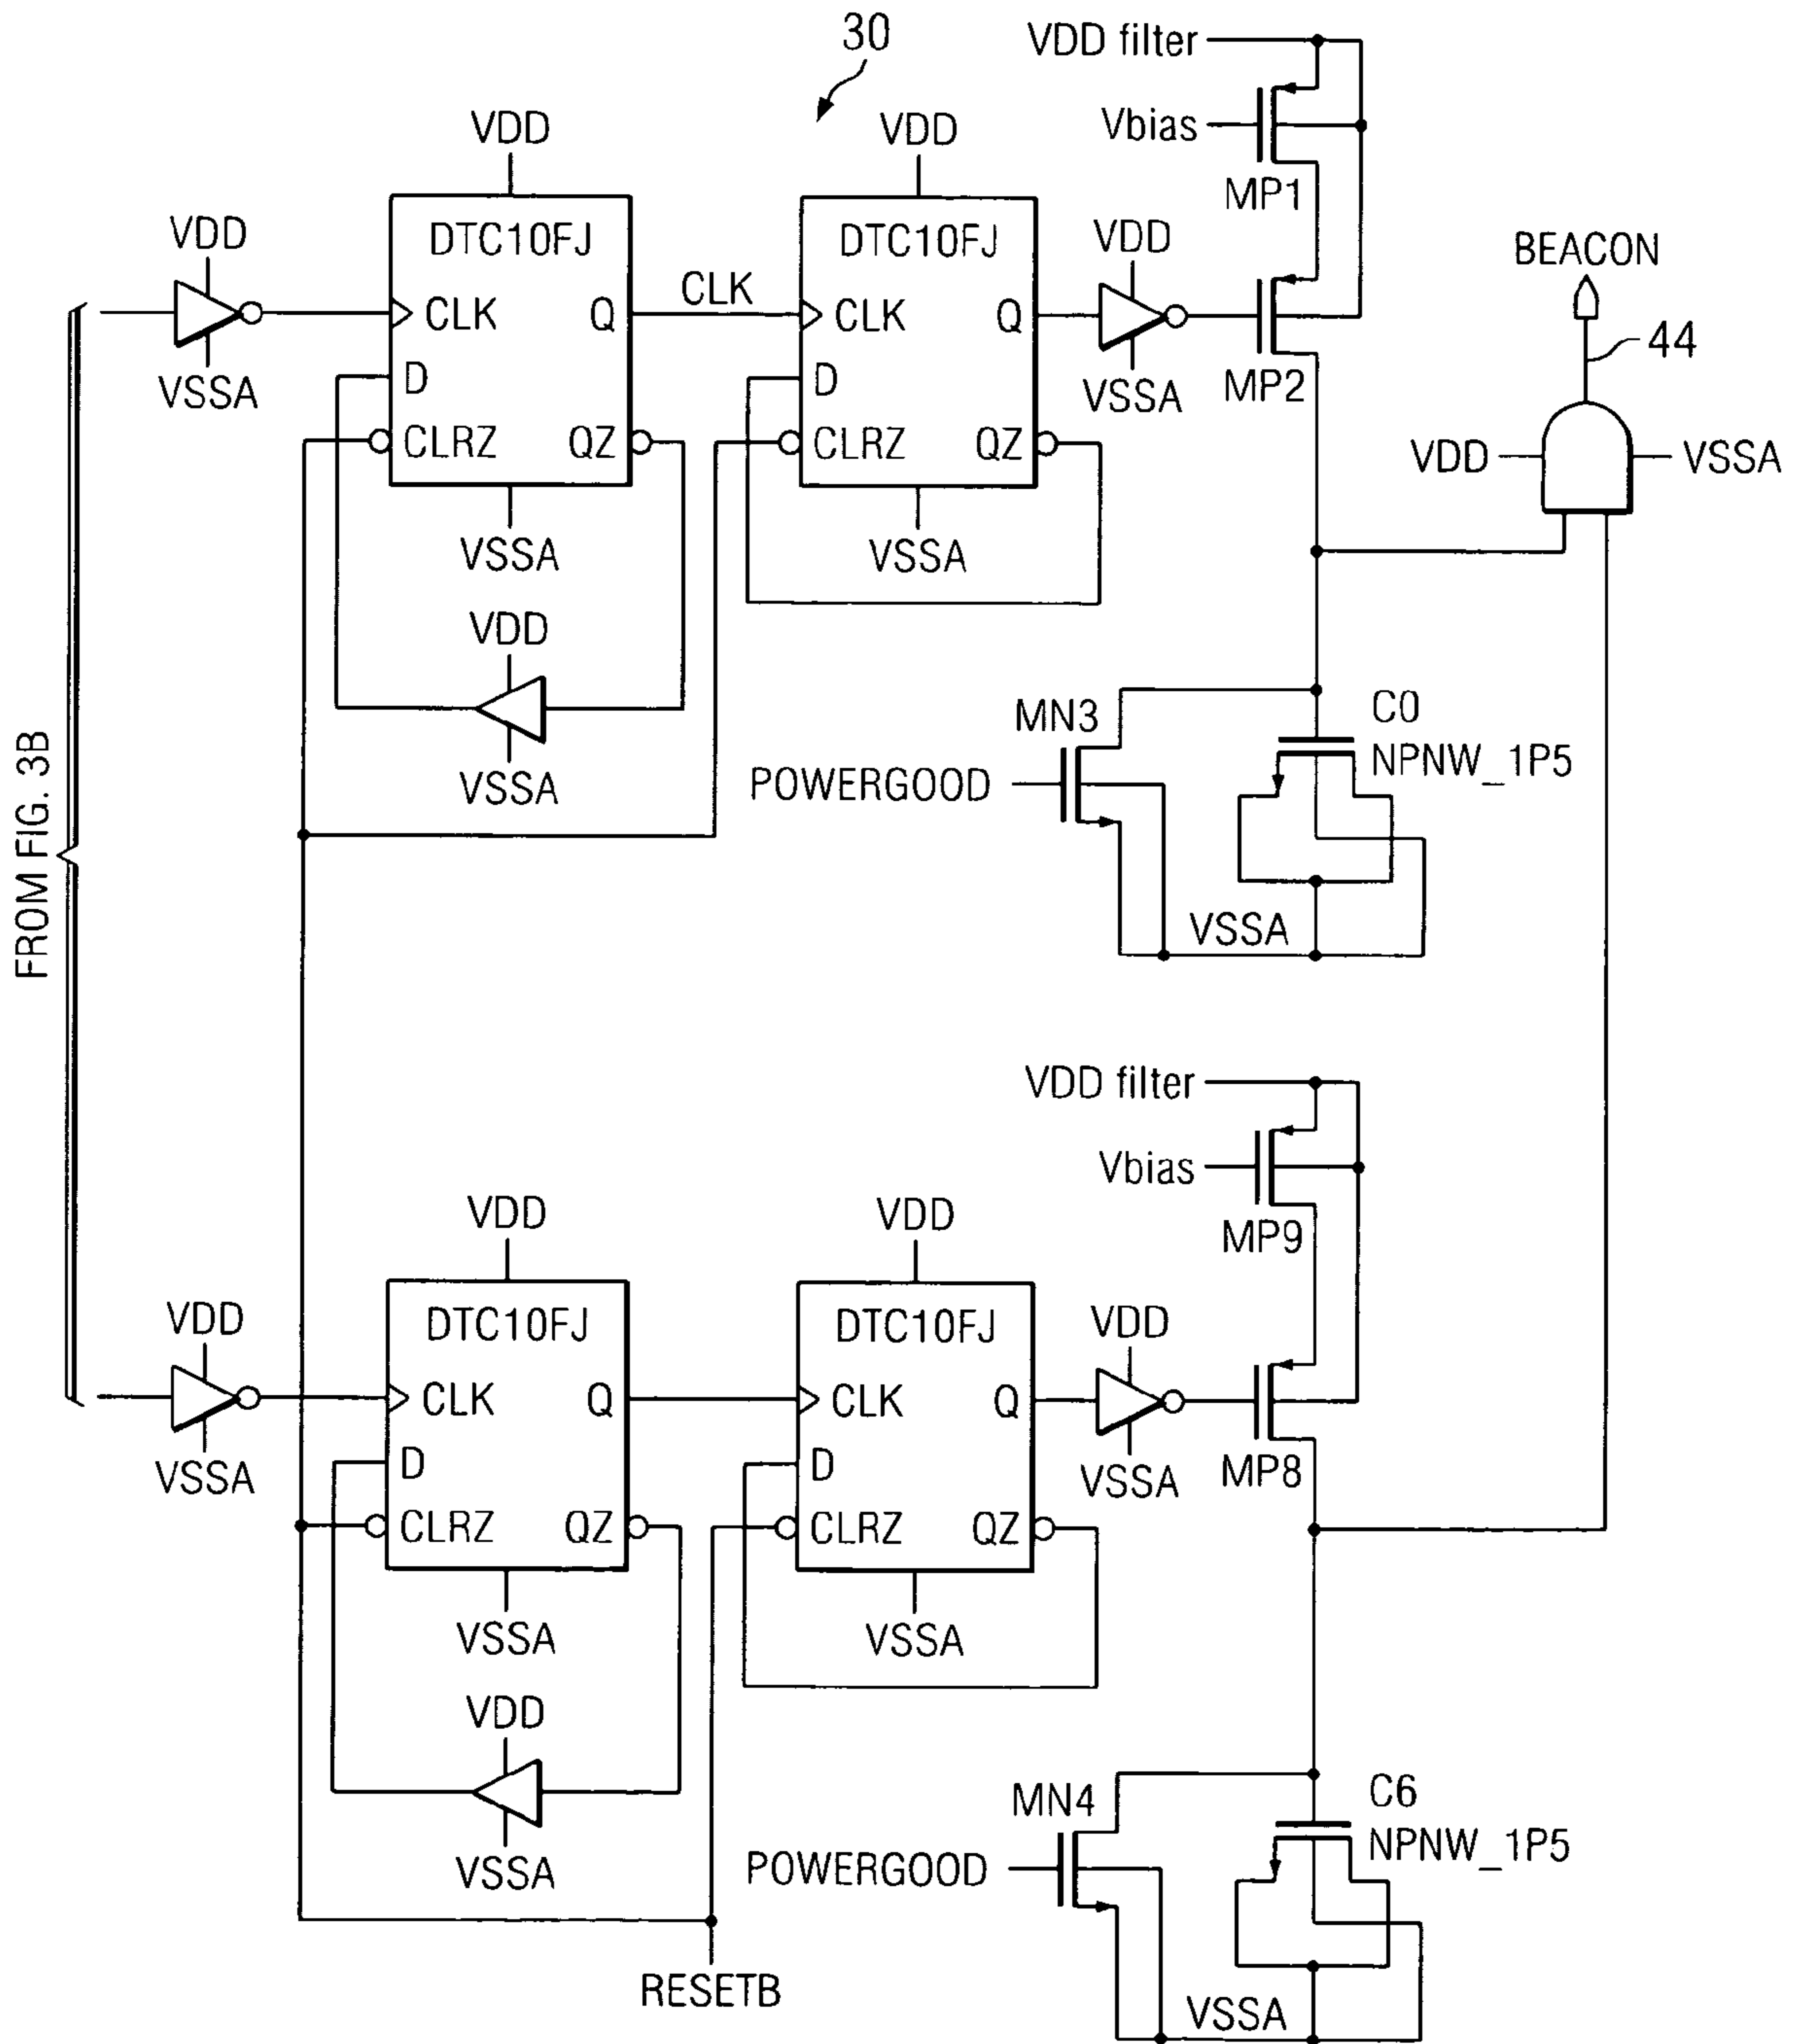 30
VDD filter
Vbias
MP1
VDD
VDD
VDD
DTC10FJ
DTC10FJ
VDD
BEACON
CLK
Q
CLK
CLK
Q
44
VSSA
D
D
VSSA
MP2
CLRZ
QZ
CLRZ
QZ
VDD
VSSA
VSSA
VSSA
VDD
VSSA
MN3
C0
NPNW_1P5
POWERGOOD
VSSA
FROM FIG. 3B
VDD filter
Vbias
MP9
VDD
VDD
VDD
DTC10FJ
DTC10FJ
VDD
CLK
Q
CLK
Q
VSSA
D
D
VSSA
MP8
CLRZ
QZ
CLRZ
QZ
VSSA
VSSA
VDD
VSSA
MN4
C6
NPNW_1P5
POWERGOOD
RESETB
VSSA